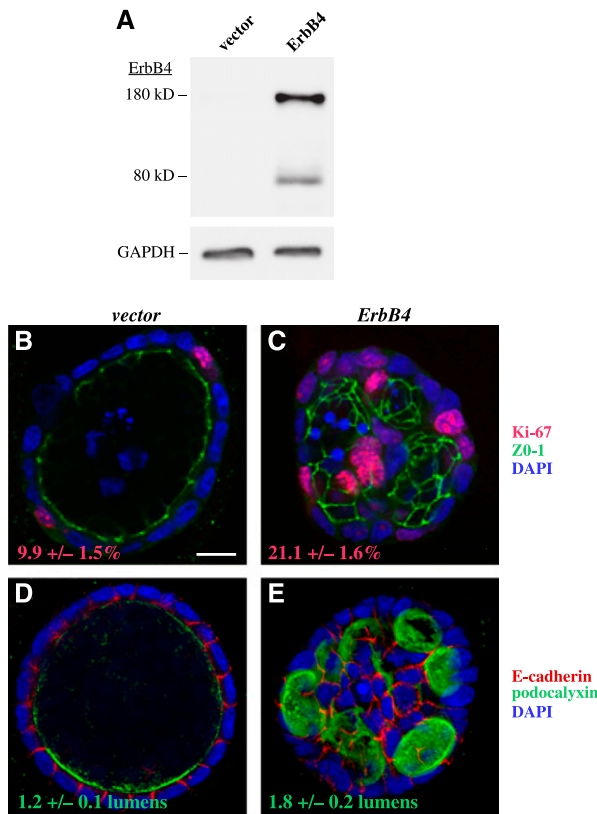 A
vector
ErbB4
ErbB4
180 kD –
80 kD –
GAPDH –
vector
ErbB4
B
C
Ki-67
Z0-1
DAPI
9.9 +/– 1.5%
21.1 +/– 1.6%
D
E
E-cadherin
podocalyxin
DAPI
1.2 +/– 0.1 lumens
1.8 +/– 0.2 lumens